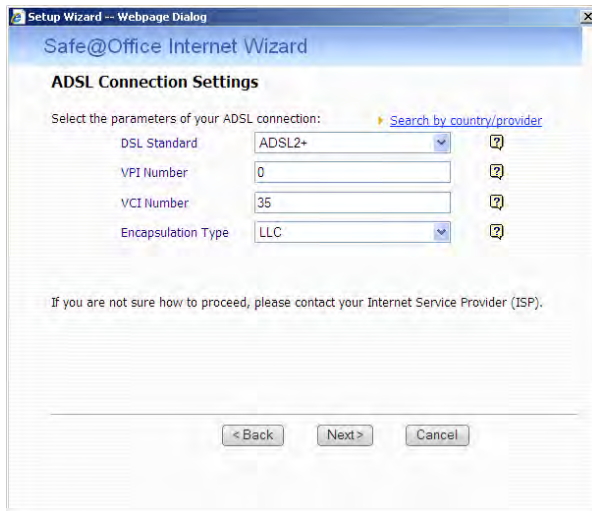 Setup Wizard -- Webpage Dialog
Safe@Office Internet Wizard
ADSL Connection Settings
Select the parameters of your ADSL connection: Search by country/provider
DSL Standard ADSL2+ ?
VPI Number 0 ?
VCI Number 35 ?
Encapsulation Type LLC ?
If you are not sure how to proceed, please contact your Internet Service Provider (ISP).
< Back Next > Cancel